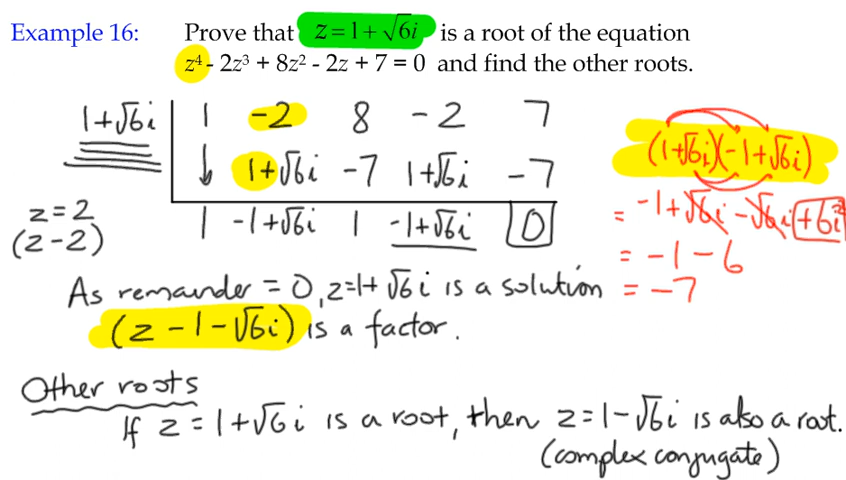 Example 16: Prove that z = 1 + √6i is a root of the equation
z⁴ - 2z³ + 8z² - 2z + 7 = 0 and find the other roots.
1+√6i | 1 -2 8 -2 7
↓ 1+√6i -7 1+√6i -7
1 -1+√6i 1 -1+√6i 0
z = 2
(z - 2)
(1+√6i)(-1+√6i)
= -1+√6i -√6i +6i²
= -1 - 6
= -7
As remainder = 0, z=1+√6i is a solution
(z - 1 - √6i) is a factor.
Other roots
If z = 1+√6i is a root, then z = 1-√6i is also a root.
(complex conjugate)